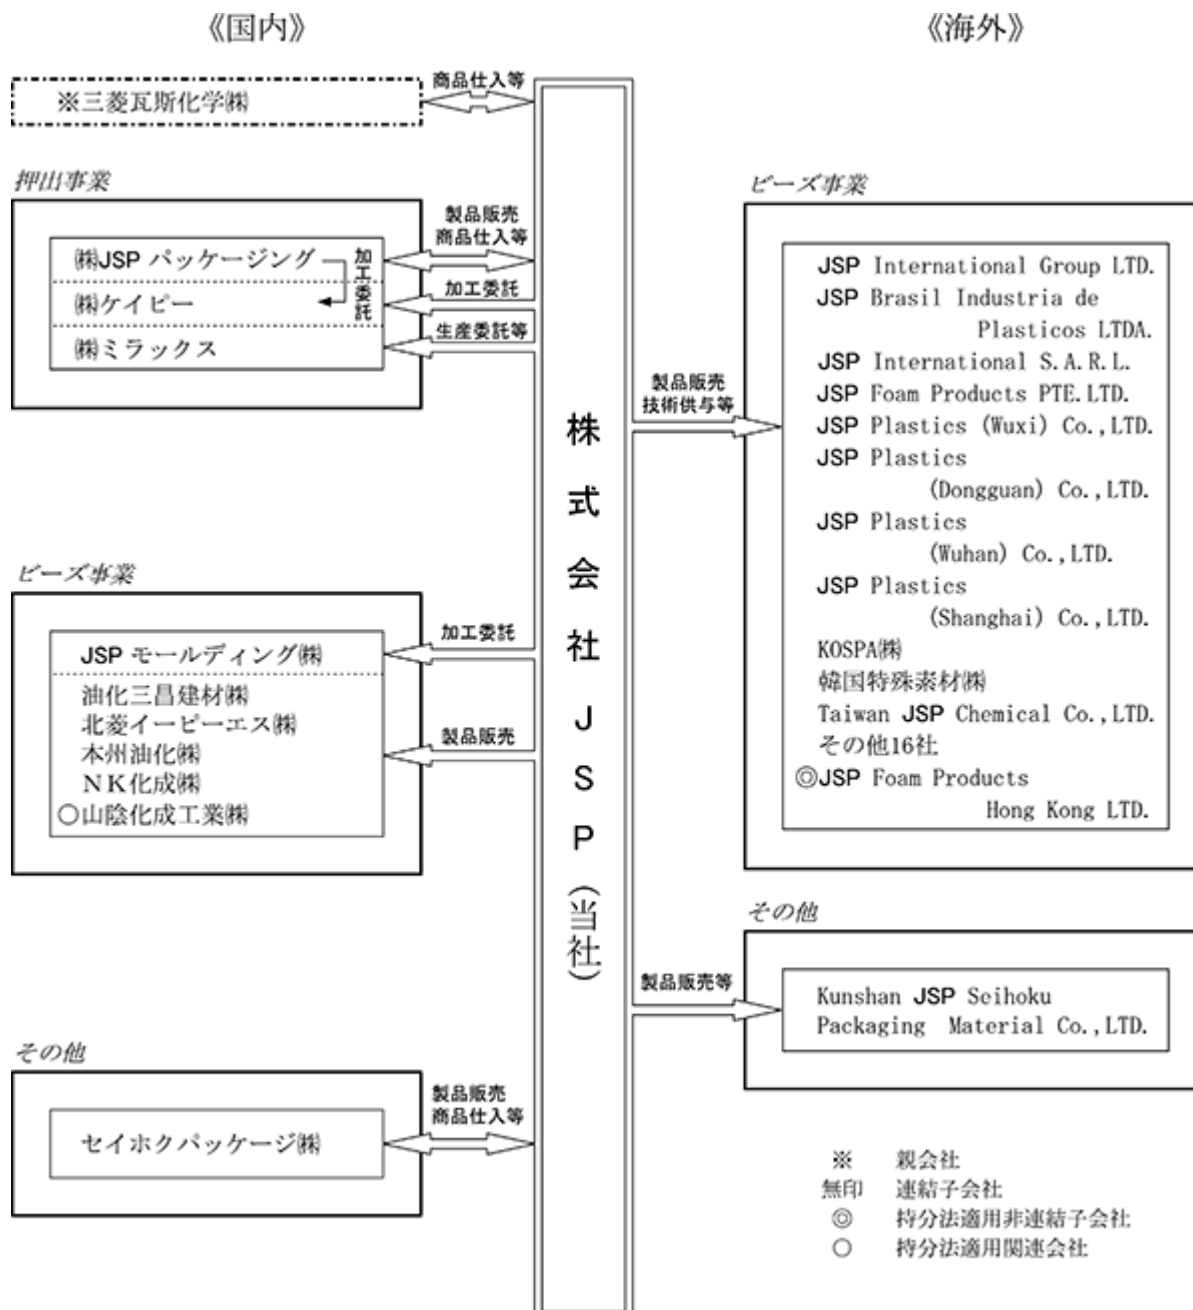 《国内》
《海外》
※三菱瓦斯化学㈱
商品仕入等
押出事業
㈱JSP パッケージング
㈱ケイピー
㈱ミラックス
加工委託
製品販売
商品仕入等
加工委託
生産委託等
ビーズ事業
JSP モールディング㈱
油化三昌建材㈱
北菱イーピーエス㈱
本州油化㈱
ＮＫ化成㈱
○山陰化成工業㈱
加工委託
製品販売
その他
セイホクパッケージ㈱
製品販売
商品仕入等
株式会社ＪＳＰ(当社)
製品販売
技術供与等
ビーズ事業
JSP International Group LTD.
JSP Brasil Industria de
Plasticos LTDA.
JSP International S.A.R.L.
JSP Foam Products PTE.LTD.
JSP Plastics (Wuxi) Co.,LTD.
JSP Plastics
(Dongguan) Co.,LTD.
JSP Plastics
(Wuhan) Co.,LTD.
JSP Plastics
(Shanghai) Co.,LTD.
KOSPA㈱
韓国特殊素材㈱
Taiwan JSP Chemical Co.,LTD.
その他16社
◎JSP Foam Products
Hong Kong LTD.
製品販売等
その他
Kunshan JSP Seihoku
Packaging Material Co.,LTD.
※ 親会社
無印 連結子会社
◎ 持分法適用非連結子会社
○ 持分法適用関連会社